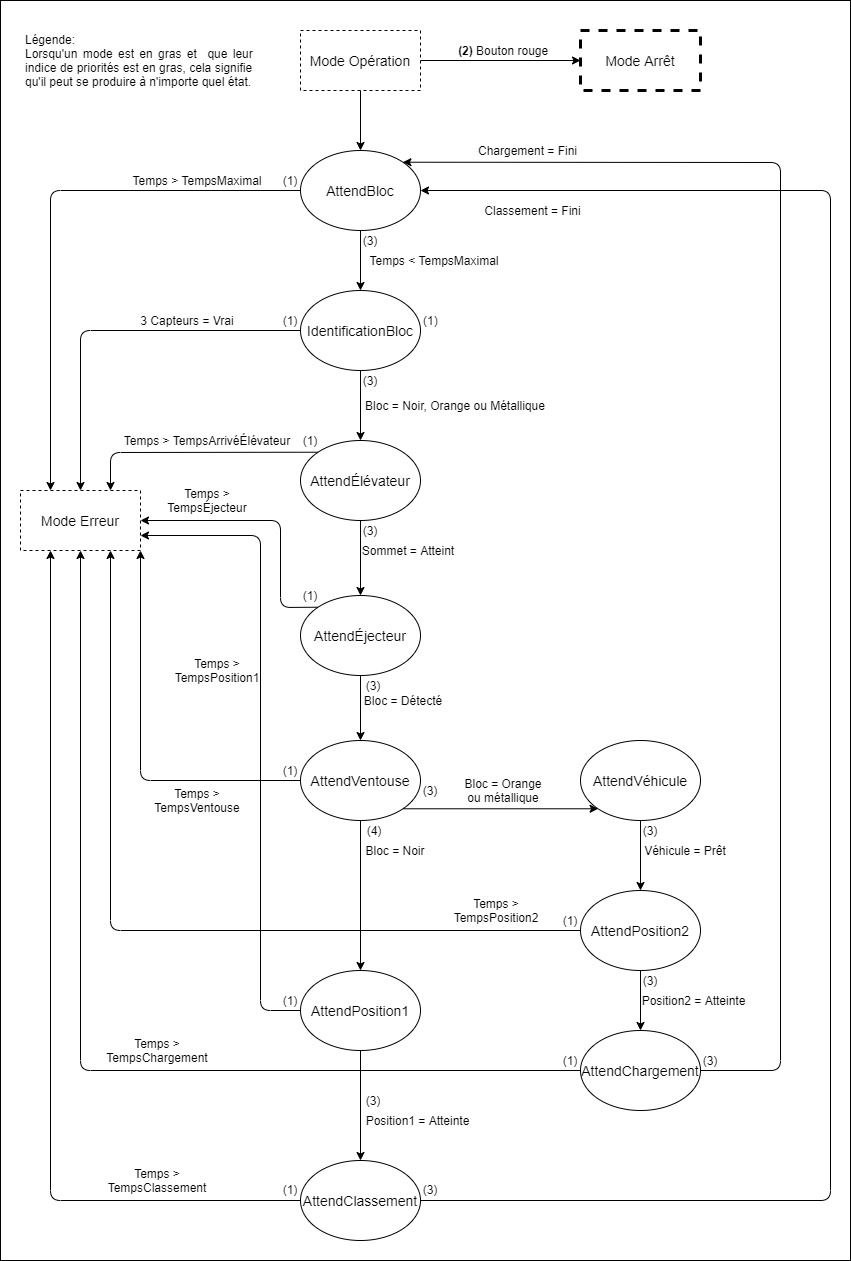 Légende:
Lorsqu'un mode est en gras et que leur
indice de priorités est en gras, cela signifie
qu'il peut se produire à n'importe quel état.
Mode Opération
(2) Bouton rouge
Mode Arrêt
Chargement = Fini
Temps > TempsMaximal
(1)
AttendBloc
Classement = Fini
(3)
Temps < TempsMaximal
3 Capteurs = Vrai
(1)
IdentificationBloc
(1)
(3)
Bloc = Noir, Orange ou Métallique
Temps > TempsArrivéÉlévateur
(1)
AttendÉlévateur
Mode Erreur
Temps >
TempsÉjecteur
(3)
Sommet = Atteint
(1)
AttendÉjecteur
Temps >
TempsPosition1
(3)
Bloc = Détecté
(1)
AttendVentouse
(3)
Bloc = Orange
ou métallique
AttendVéhicule
Temps >
TempsVentouse
(4)
Bloc = Noir
(3)
Véhicule = Prêt
Temps >
TempsPosition2
(1)
AttendPosition2
(3)
Position2 = Atteinte
(1)
AttendPosition1
Temps >
TempsChargement
(1)
AttendChargement
(3)
(3)
Position1 = Atteinte
Temps >
TempsClassement
(1)
AttendClassement
(3)